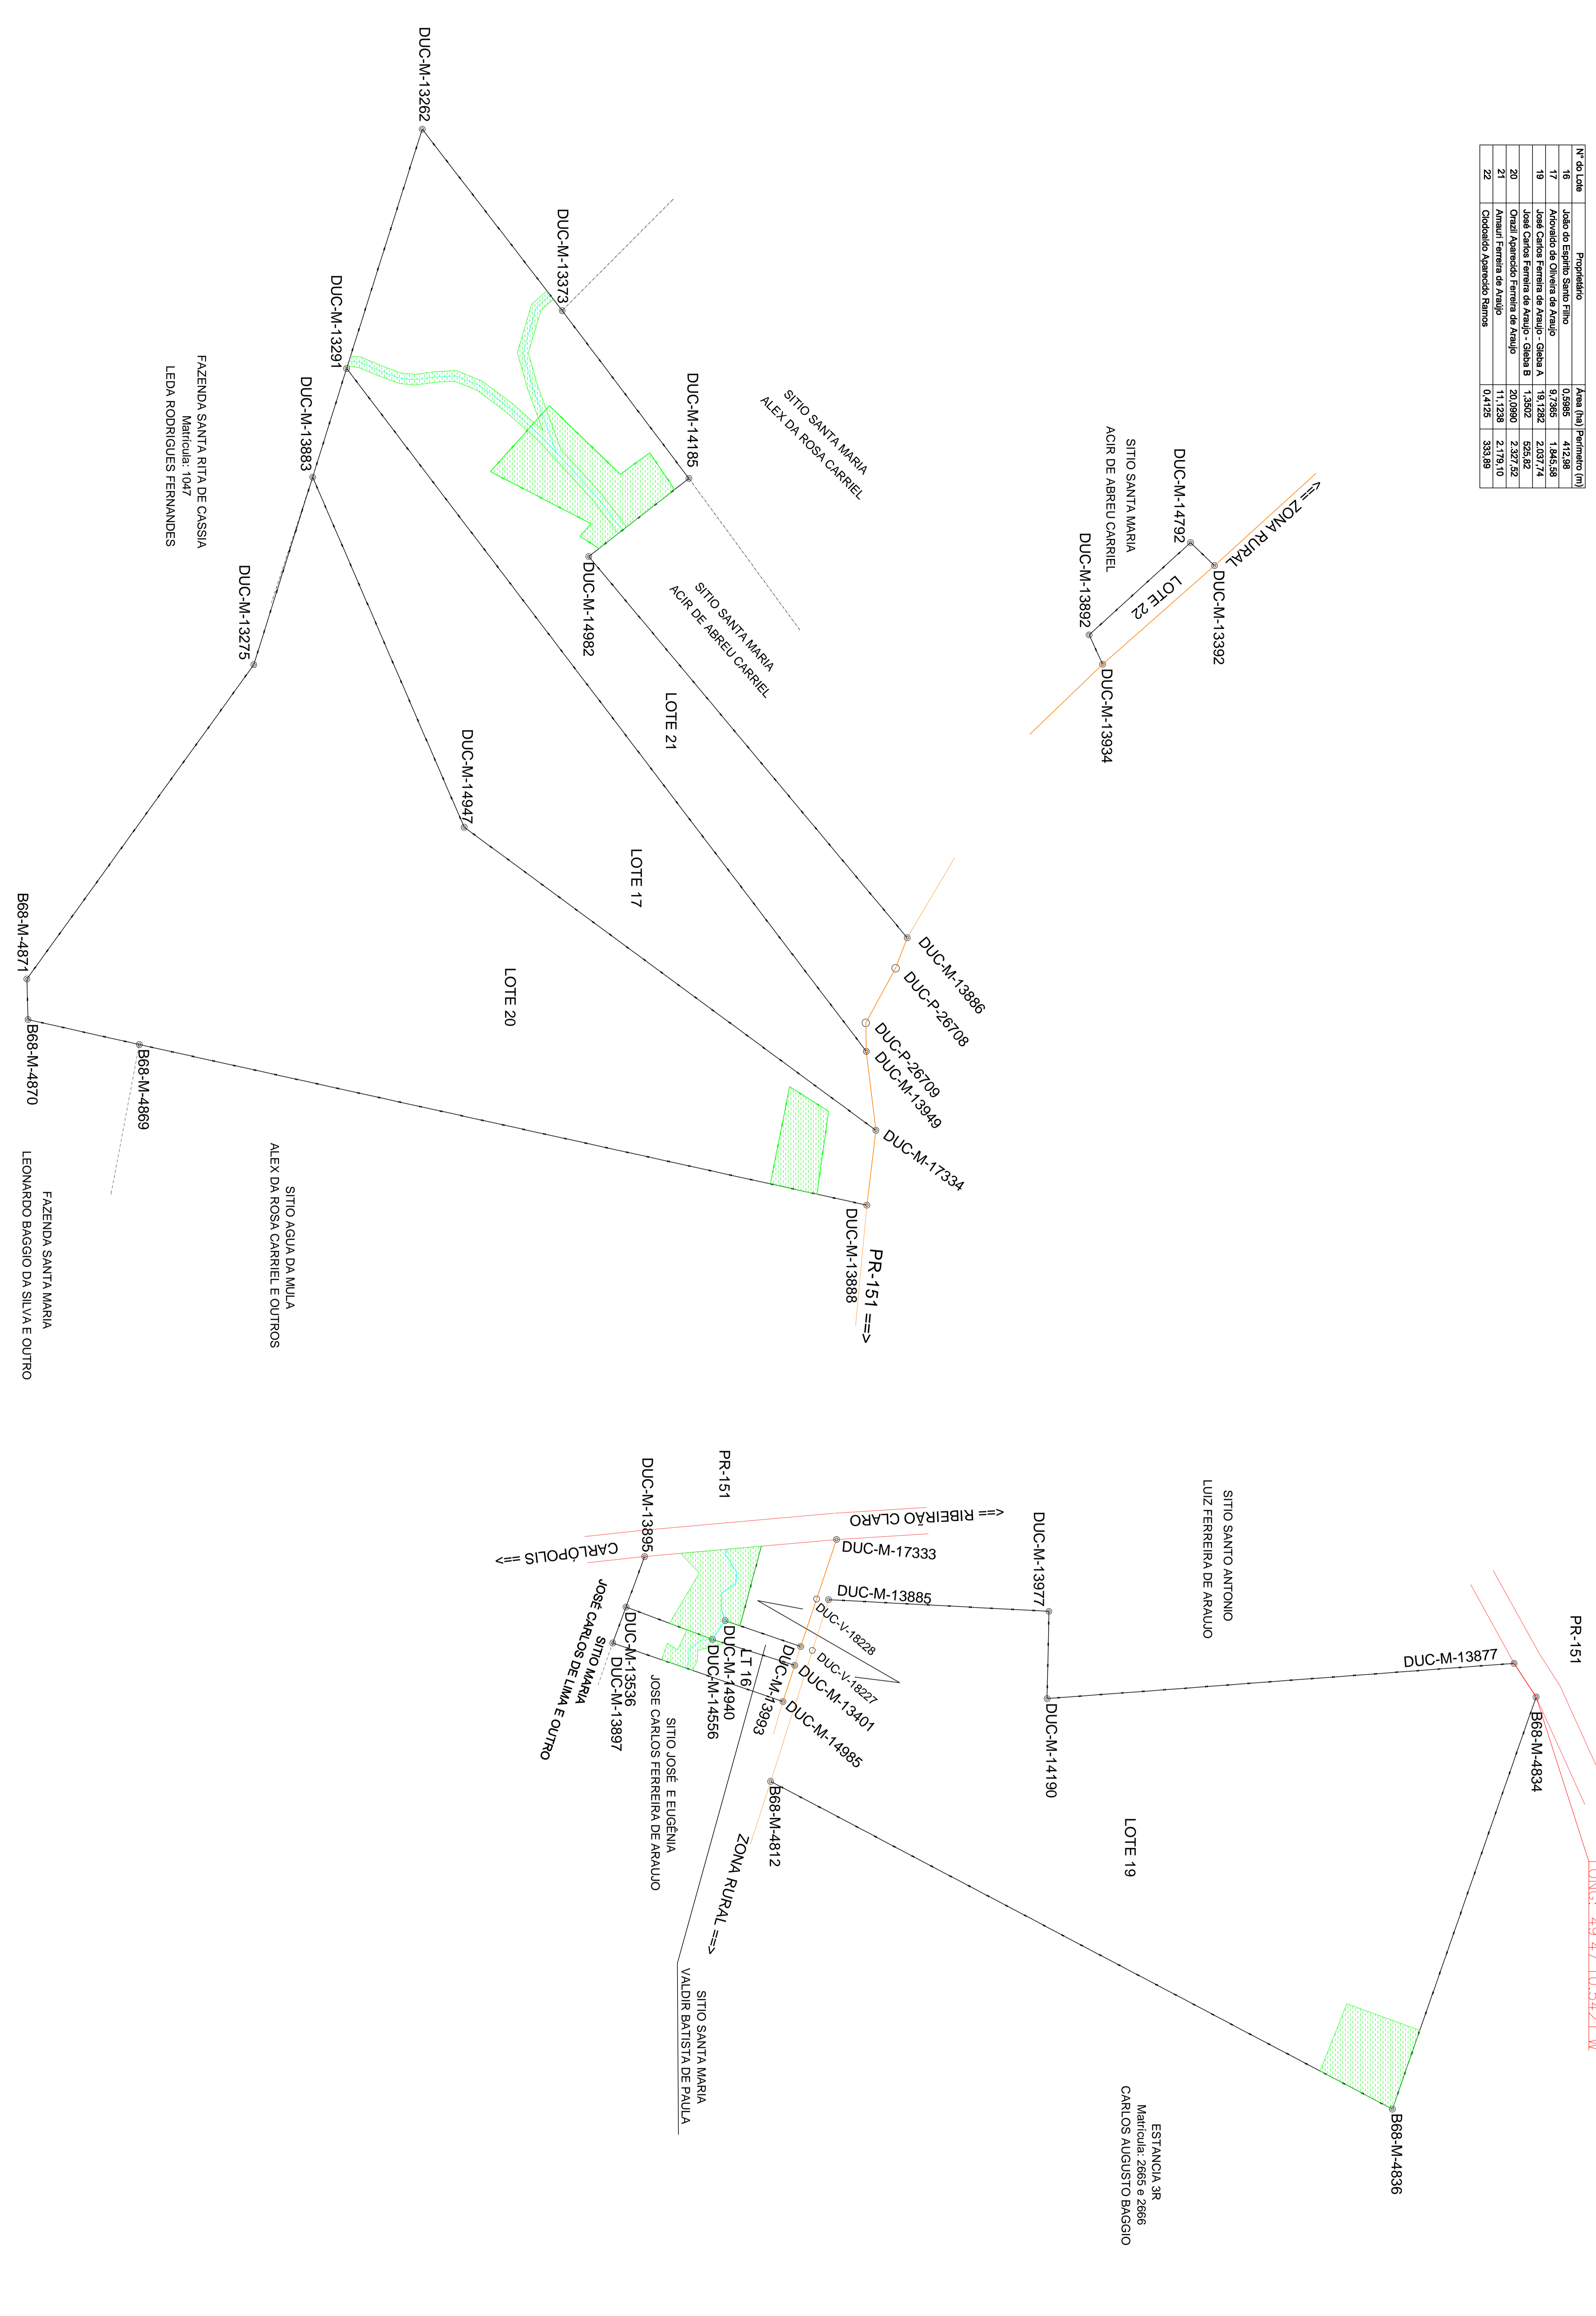 N° do Lote Proprietário Área (ha) Perímetro (m)
16 João do Espírito Santo Filho 0,5985 412,98
17 Ariovaldo de Oliveira de Araujo 9,7365 1.845,58
19 José Carlos Ferreira de Araujo - Gleba A 19,1282 2.037,74
José Carlos Ferreira de Araujo - Gleba B 1,3502 525,82
20 Orazil Aparecido Ferreira de Araujo 20,0990 2.327,52
21 Amauri Ferreira de Araújo 11,1238 2.179,10
22 Clodoaldo Aparecido Ramos 0,4125 333,89
<== ZONA RURAL
DUC-M-13392
DUC-M-14792
LOTE 22
SITIO SANTA MARIA
ACIR DE ABREU CARRIEL
DUC-M-13892
DUC-M-13934
SITIO SANTA MARIA
ALEX DA ROSA CARRIEL
SITIO SANTA MARIA
ACIR DE ABREU CARRIEL
DUC-M-14185
DUC-M-13373
DUC-M-13262
DUC-M-14982
DUC-M-13291
DUC-M-13883
DUC-M-13275
FAZENDA SANTA RITA DE CASSIA
Matrícula: 1047
LEDA RODRIGUES FERNANDES
LOTE 21
LOTE 17
DUC-M-14947
LOTE 20
DUC-M-13886
DUC-P-26708
DUC-P-26709
DUC-M-13949
DUC-M-17334
DUC-M-13888
PR-151 ==>
B68-M-4871
B68-M-4870
B68-M-4869
SITIO AGUA DA MULA
ALEX DA ROSA CARRIEL E OUTROS
FAZENDA SANTA MARIA
LEONARDO BAGGIO DA SILVA E OUTRO
PR-151
SITIO SANTO ANTONIO
LUIZ FERREIRA DE ARAUJO
DUC-M-13877
B68-M-4834
LONG: 49 47'10.5421"W
DUC-M-13977
DUC-M-14190
LOTE 19
B68-M-4836
ESTANCIA 3R
Matrícula: 2665 e 2666
CARLOS AUGUSTO BAGGIO
<== RIBEIRÃO CLARO
DUC-M-17333
DUC-M-13885
DUC-V-18228
DUC-V-18227
PR-151
CARLÓPOLIS ==>
DUC-M-13895
DUC-M-13993
DUC-M-13401
DUC-M-14985
LT 16
DUC-M-14940
DUC-M-14556
DUC-M-13536
DUC-M-13897
SITIO MARIA
JOSÉ CARLOS DE LIMA E OUTRO
SITIO JOSÉ E EUGÊNIA
JOSE CARLOS FERREIRA DE ARAUJO
B68-M-4812
ZONA RURAL ==>
SITIO SANTA MARIA
VALDIR BATISTA DE PAULA